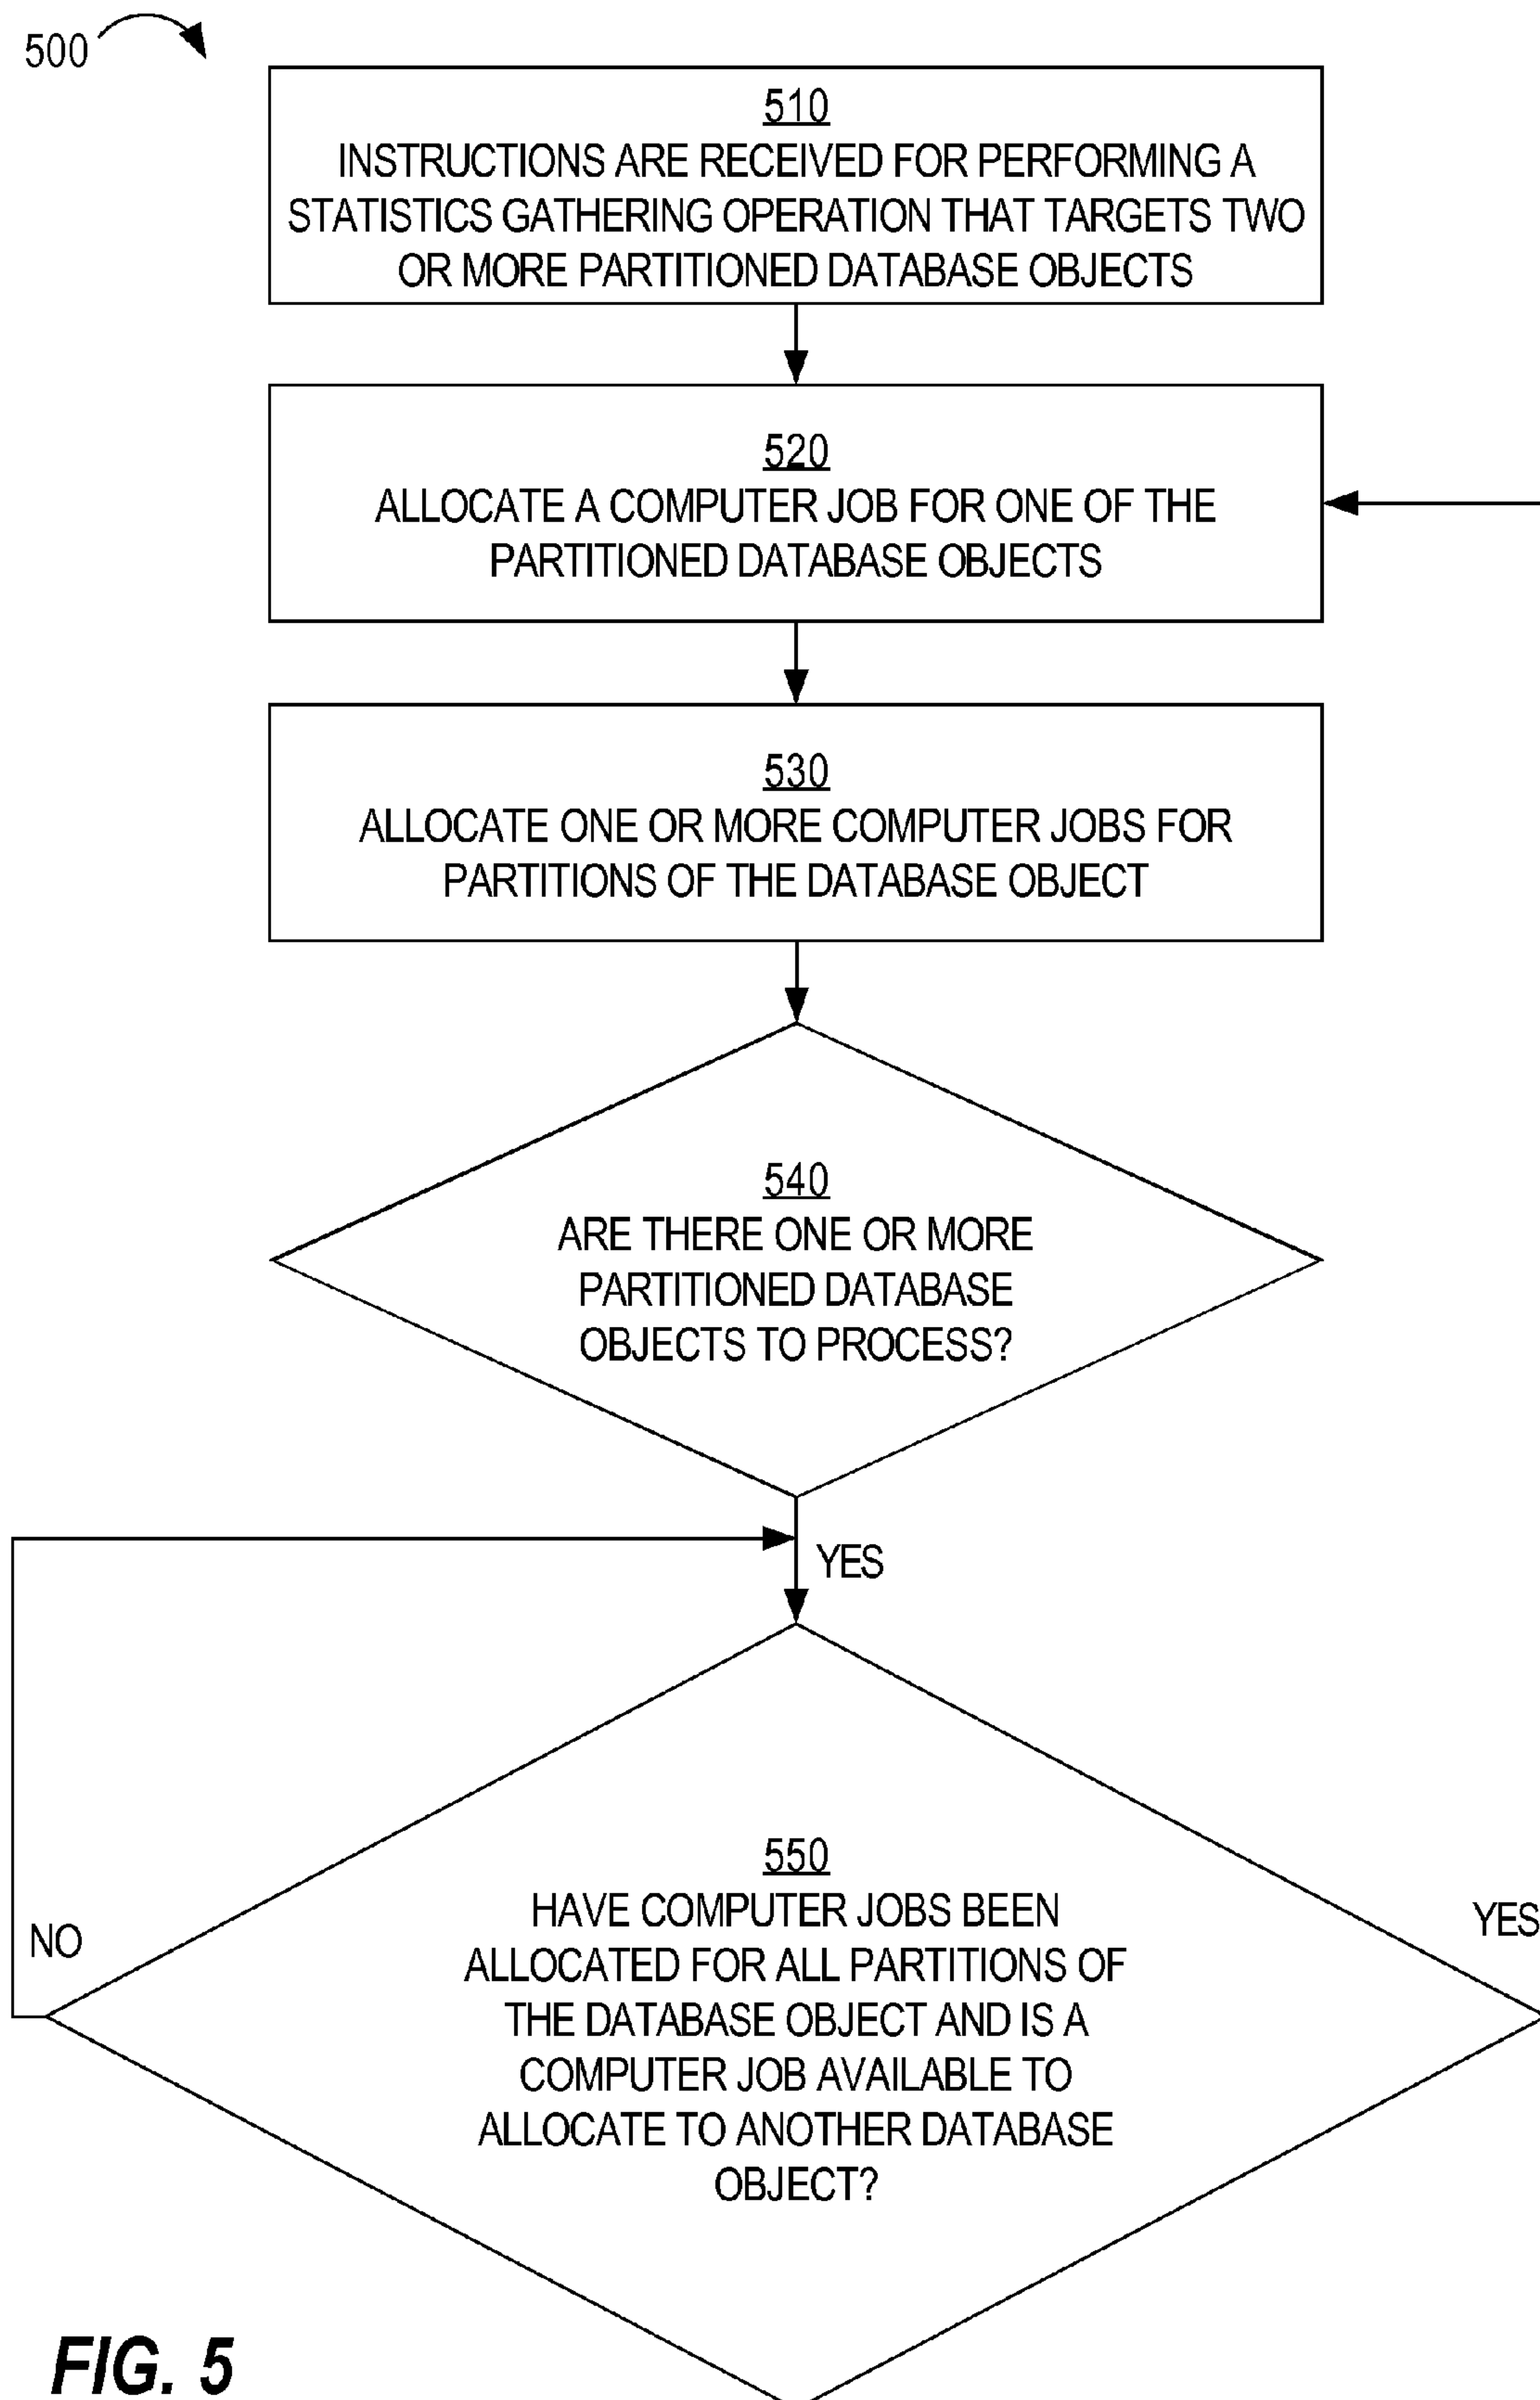 500
510
INSTRUCTIONS ARE RECEIVED FOR PERFORMING A
STATISTICS GATHERING OPERATION THAT TARGETS TWO
OR MORE PARTITIONED DATABASE OBJECTS
520
ALLOCATE A COMPUTER JOB FOR ONE OF THE
PARTITIONED DATABASE OBJECTS
530
ALLOCATE ONE OR MORE COMPUTER JOBS FOR
PARTITIONS OF THE DATABASE OBJECT
540
ARE THERE ONE OR MORE
PARTITIONED DATABASE
OBJECTS TO PROCESS?
YES
550
HAVE COMPUTER JOBS BEEN
ALLOCATED FOR ALL PARTITIONS OF
THE DATABASE OBJECT AND IS A
COMPUTER JOB AVAILABLE TO
ALLOCATE TO ANOTHER DATABASE
OBJECT?
NO
YES
FIG. 5